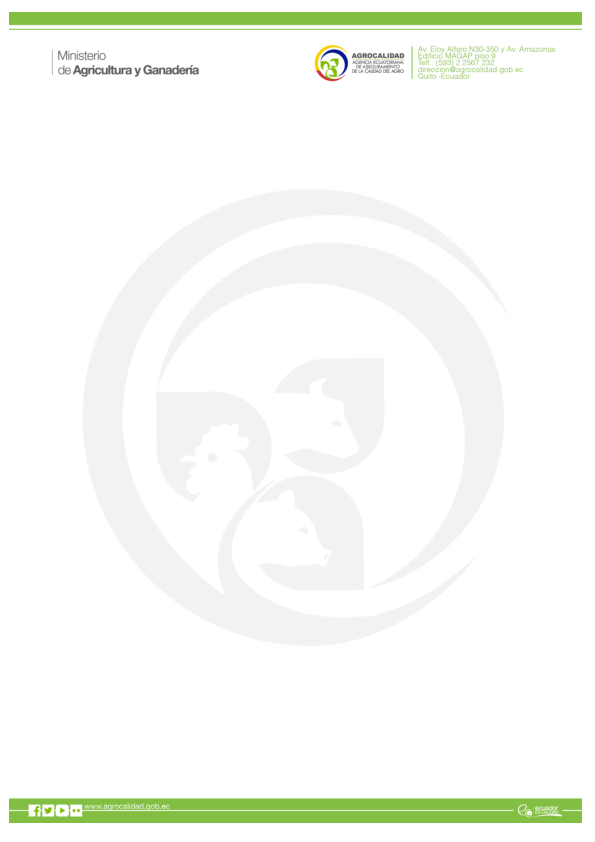 Ministerio
de Agricultura y Ganadería
AGROCALIDAD
AGENCIA ECUATORIANA
DE ASEGURAMIENTO
DE LA CALIDAD DEL AGRO
Av. Eloy Alfaro N30-350 y Av. Amazonas
Edificio MAGAP piso 9
Telf.: (593) 2 2567 232
direccion@agrocalidad.gob.ec
Quito -Ecuador
www.agrocalidad.gob.ec
ecuador